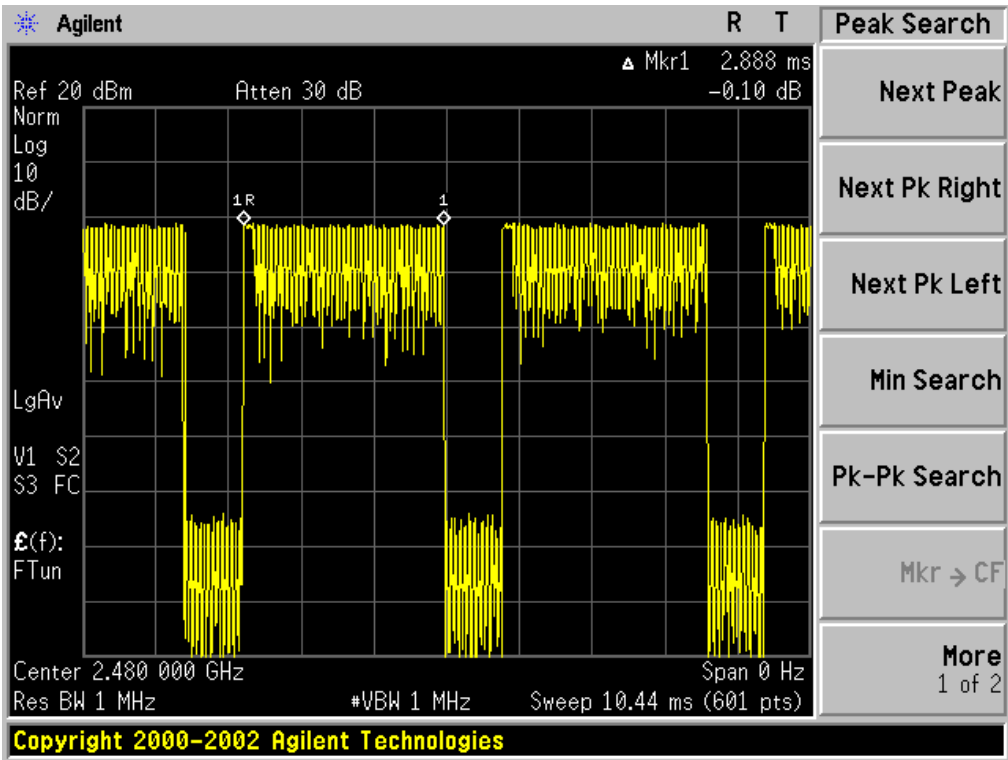 Agilent R T Peak Search
Δ Mkr1 2.888 ms
Ref 20 dBm Atten 30 dB −0.10 dB
Norm
Log
10
dB/
1R 1
LgAv
V1 S2
S3 FC
£(f):
FTun
Center 2.480 000 GHz Span 0 Hz
Res BW 1 MHz #VBW 1 MHz Sweep 10.44 ms (601 pts)
Copyright 2000-2002 Agilent Technologies
Next Peak
Next Pk Right
Next Pk Left
Min Search
Pk-Pk Search
Mkr → CF
More
1 of 2